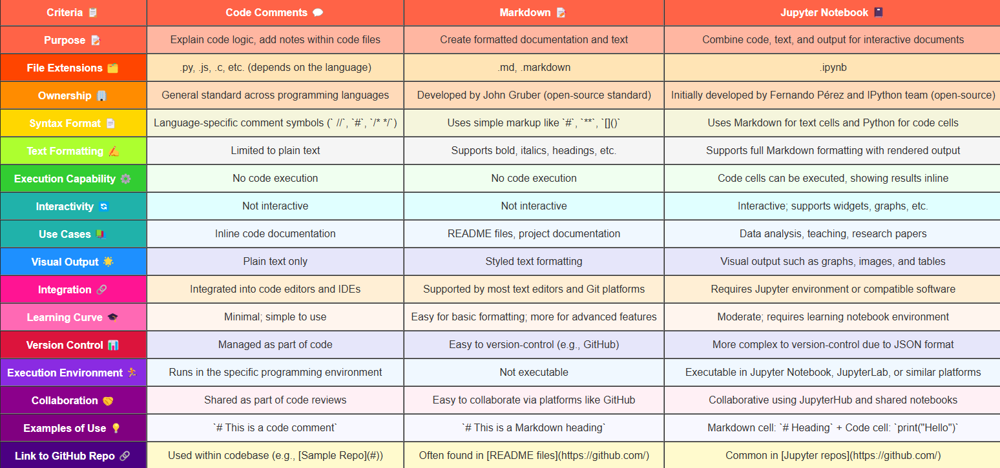 Criteria 📋 Code Comments 💬 Markdown 📝 Jupyter Notebook 📓
Purpose 📝 Explain code logic, add notes within code files Create formatted documentation and text Combine code, text, and output for interactive documents
File Extensions 🗂️ .py, .js, .c, etc. (depends on the language) .md, .markdown .ipynb
Ownership 🏢 General standard across programming languages Developed by John Gruber (open-source standard) Initially developed by Fernando Pérez and IPython team (open-source)
Syntax Format 📄 Language-specific comment symbols (` //`, `#`, `/* */`) Uses simple markup like `#`, `**`, `[]()` Uses Markdown for text cells and Python for code cells
Text Formatting ✍️ Limited to plain text Supports bold, italics, headings, etc. Supports full Markdown formatting with rendered output
Execution Capability ⚙️ No code execution No code execution Code cells can be executed, showing results inline
Interactivity 🔄 Not interactive Not interactive Interactive; supports widgets, graphs, etc.
Use Cases 📚 Inline code documentation README files, project documentation Data analysis, teaching, research papers
Visual Output 🌟 Plain text only Styled text formatting Visual output such as graphs, images, and tables
Integration 🔗 Integrated into code editors and IDEs Supported by most text editors and Git platforms Requires Jupyter environment or compatible software
Learning Curve 🎓 Minimal; simple to use Easy for basic formatting; more for advanced features Moderate; requires learning notebook environment
Version Control 📊 Managed as part of code Easy to version-control (e.g., GitHub) More complex to version-control due to JSON format
Execution Environment 🏃 Runs in the specific programming environment Not executable Executable in Jupyter Notebook, JupyterLab, or similar platforms
Collaboration 🤝 Shared as part of code reviews Easy to collaborate via platforms like GitHub Collaborative using JupyterHub and shared notebooks
Examples of Use 💡 `# This is a code comment` `# This is a Markdown heading` Markdown cell: `# Heading` + Code cell: `print("Hello")`
Link to GitHub Repo 🔗 Used within codebase (e.g., [Sample Repo](#)) Often found in [README files](https://github.com/) Common in [Jupyter repos](https://github.com/)